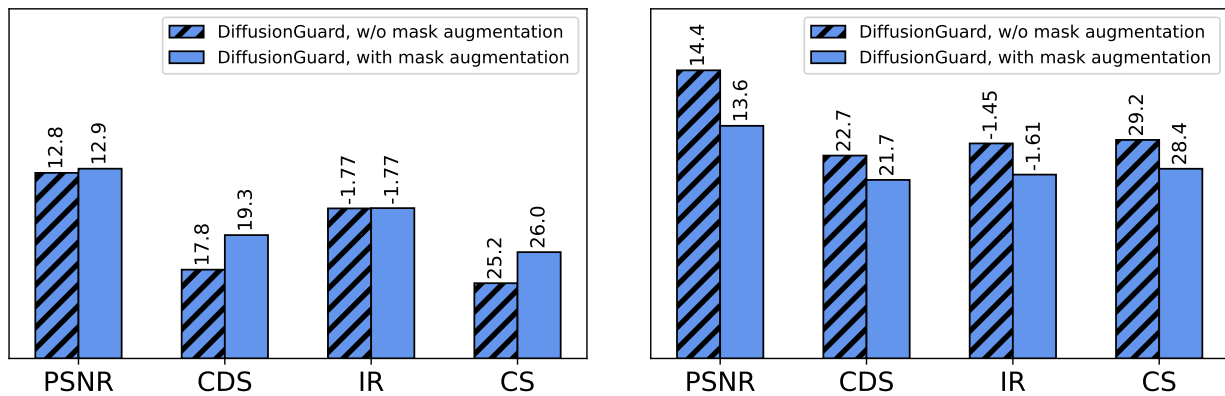 DiffusionGuard, w/o mask augmentation
DiffusionGuard, with mask augmentation
12.8
12.9
17.8
19.3
-1.77
-1.77
25.2
26.0
PSNR CDS IR CS
DiffusionGuard, w/o mask augmentation
DiffusionGuard, with mask augmentation
14.4
13.6
22.7
21.7
-1.45
-1.61
29.2
28.4
PSNR CDS IR CS